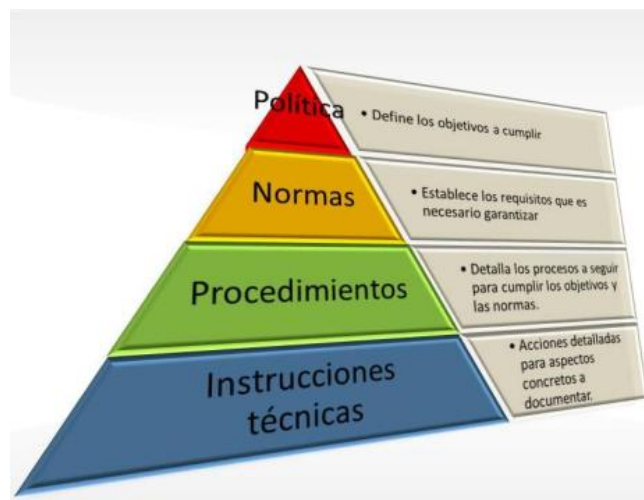 Política
• Define los objetivos a cumplir
Normas
• Establece los requisitos que es
necesario garantizar
Procedimientos
• Detalla los procesos a seguir
para cumplir los objetivos y
las normas.
Instrucciones
técnicas
• Acciones detalladas
para aspectos
concretos a
documentar.